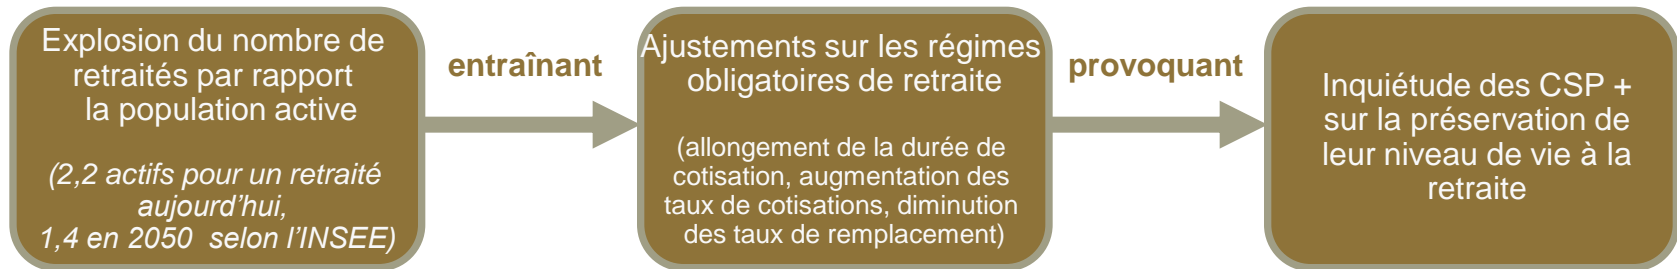 Explosion du nombre de
retraités par rapport
la population active
(2,2 actifs pour un retraité
aujourd’hui,
1,4 en 2050 selon l’INSEE)
entraînant
Ajustements sur les régimes
obligatoires de retraite
(allongement de la durée de
cotisation, augmentation des
taux de cotisations, diminution
des taux de remplacement)
provoquant
Inquiétude des CSP +
sur la préservation de
leur niveau de vie à la
retraite